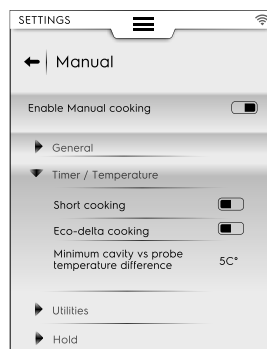 SETTINGS
Manual
Enable Manual cooking
General
Timer / Temperature
Short cooking
Eco-delta cooking
Minimum cavity vs probe
temperature difference
5C°
Utilities
Hold